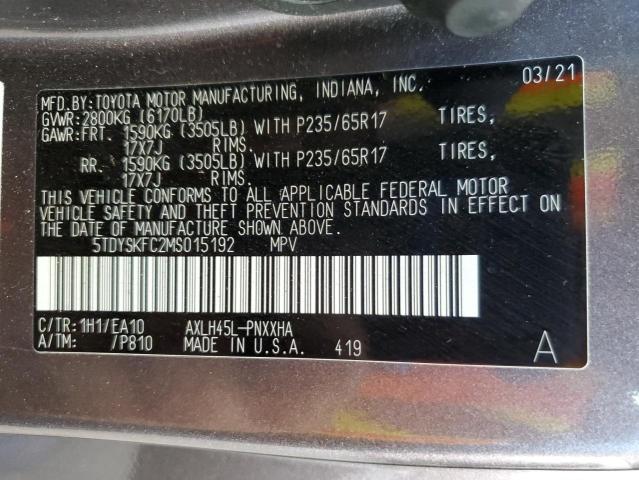 MFD. BY: TOYOTA MOTOR MANUFACTURING, INDIANA, INC. 03/21
GVWR: 2800KG (6170LB)
GAWR: FRT. 1590KG (3505LB) WITH P235/65R17 TIRES,
17X7J RIMS.
RR. 1590KG (3505LB) WITH P235/65R17 TIRES,
17X7J RIMS.
THIS VEHICLE CONFORMS TO ALL APPLICABLE FEDERAL MOTOR
VEHICLE SAFETY AND THEFT PREVENTION STANDARDS IN EFFECT ON
THE DATE OF MANUFACTURE SHOWN ABOVE.
5TDYSKFC2MS015192 MPV
C/TR: 1H1/EA10 AXLH45L-PNXXHA
A/TM: /P810 MADE IN U.S.A. 419 A